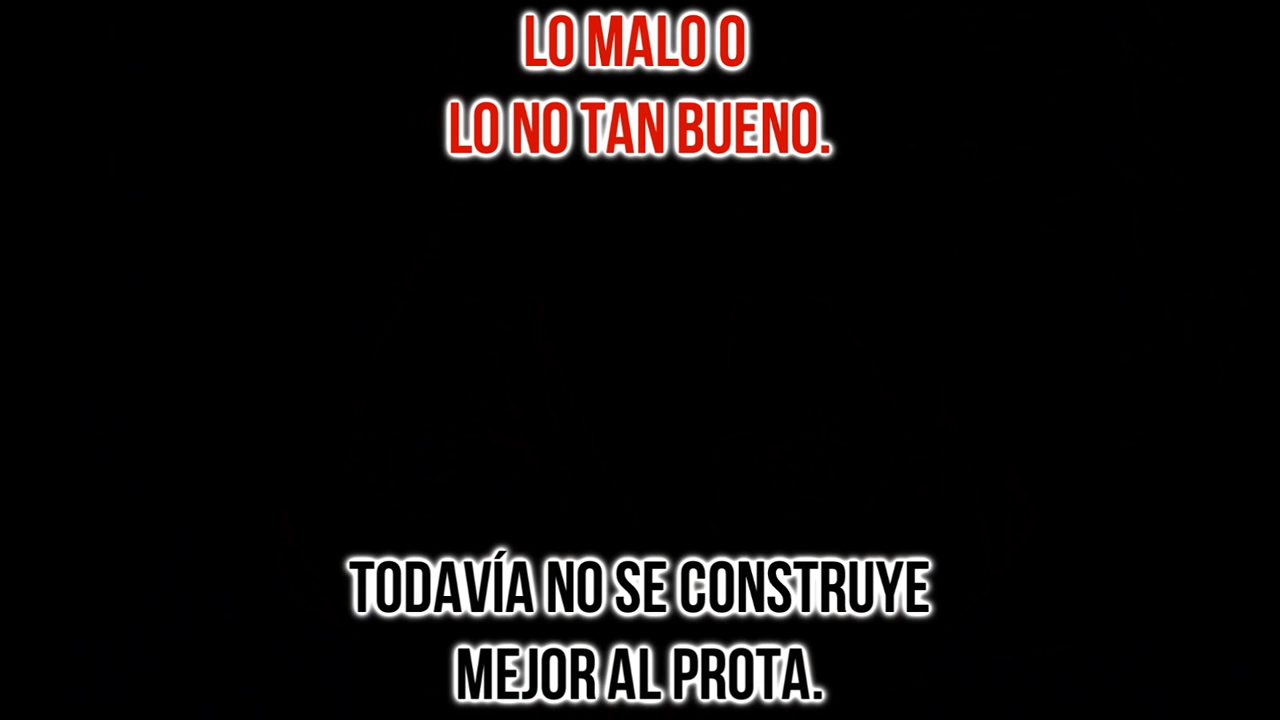 LO MALO O
LO NO TAN BUENO.
TODAVÍA NO SE CONSTRUYE
MEJOR AL PROTA.